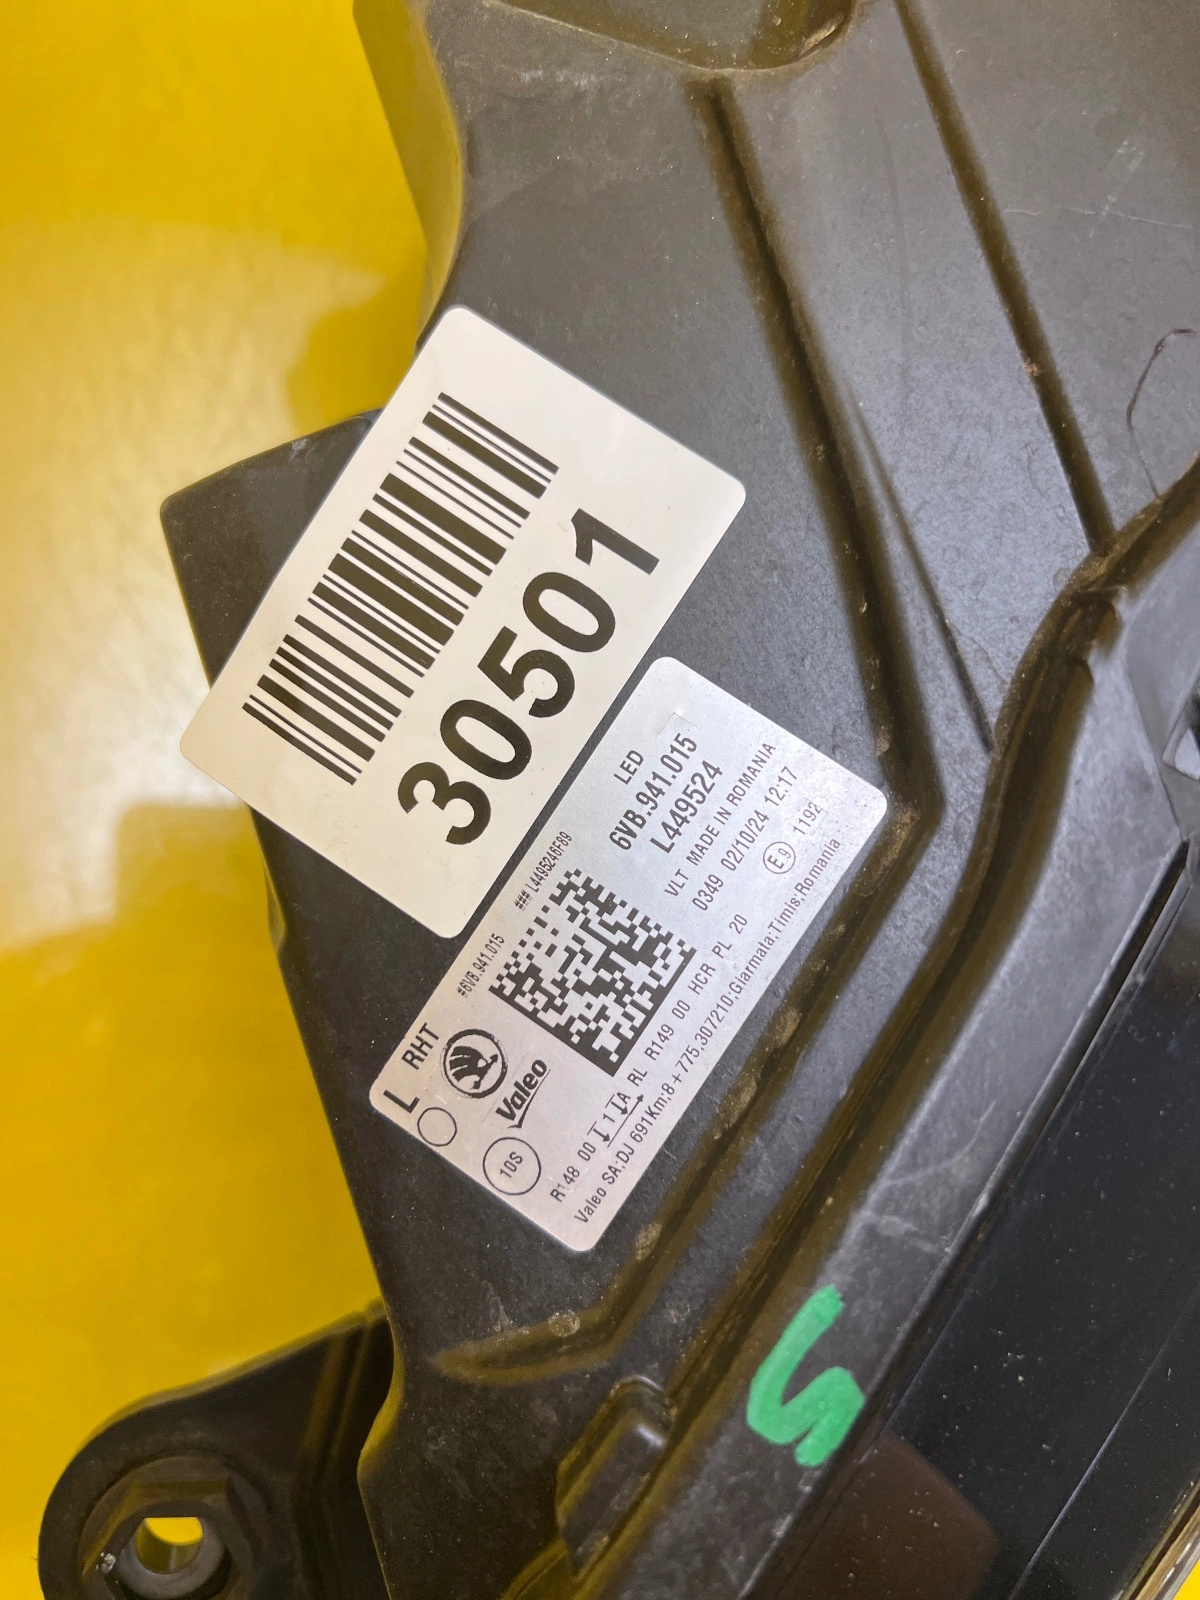 30501
LED
6VB.941.015
L449524
VLT MADE IN ROMANIA
0349 02/10/24 12:17
E9 1192
### L4495246F89
#6VB.941.015
L RHT
Valeo
10S
R148 00 1 A RL R149 00 HCR PL 20
Valeo SA;DJ 691Km;8+775,307210;Giarmata;Timis;Romania
S